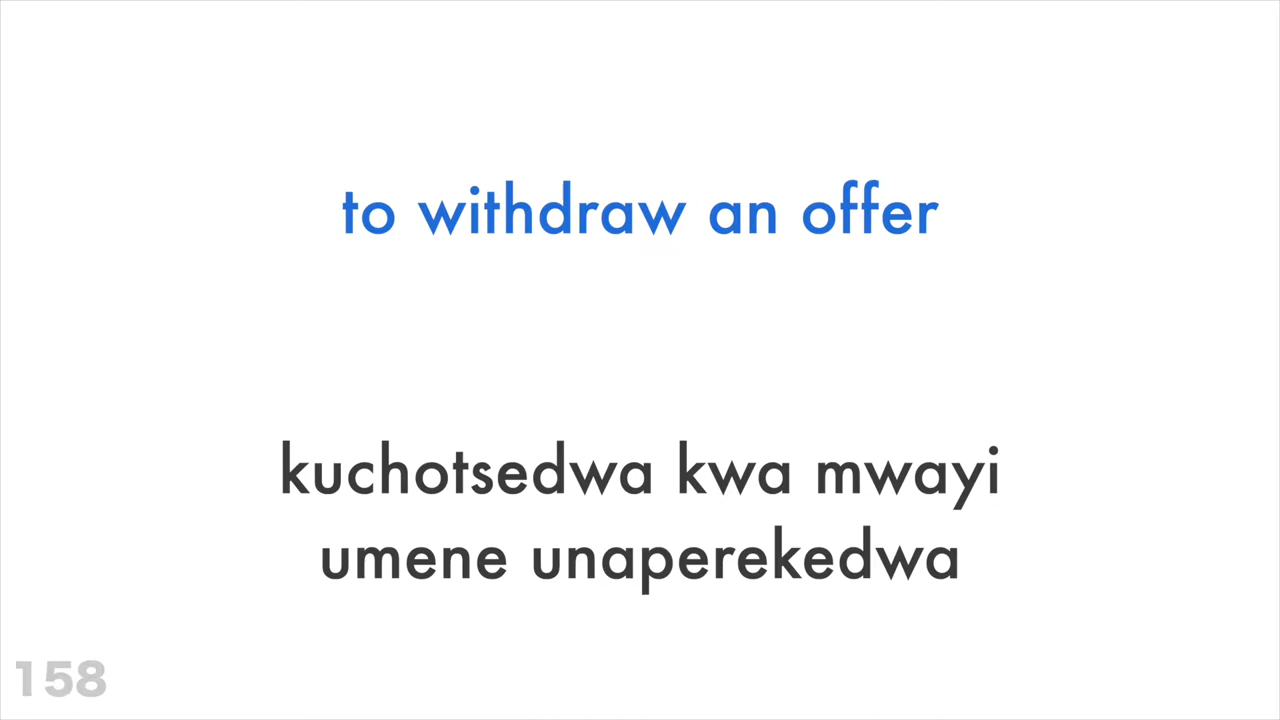 to withdraw an offer
kuchotsedwa kwa mwayi
umene unaperekedwa
158